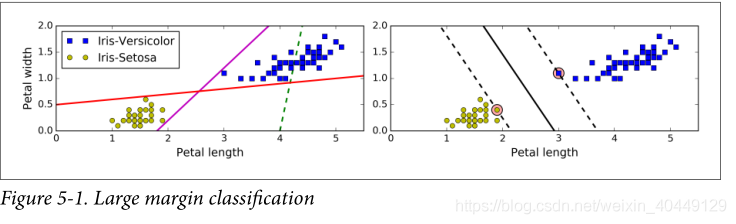 2.0
1.5
1.0
0.5
0.0
Petal width
Iris-Versicolor
Iris-Setosa
0 1 2 3 4 5
Petal length
2.0
1.5
1.0
0.5
0.0
0 1 2 3 4 5
Petal length
Figure 5-1. Large margin classification
https://blog.csdn.net/weixin_40449129